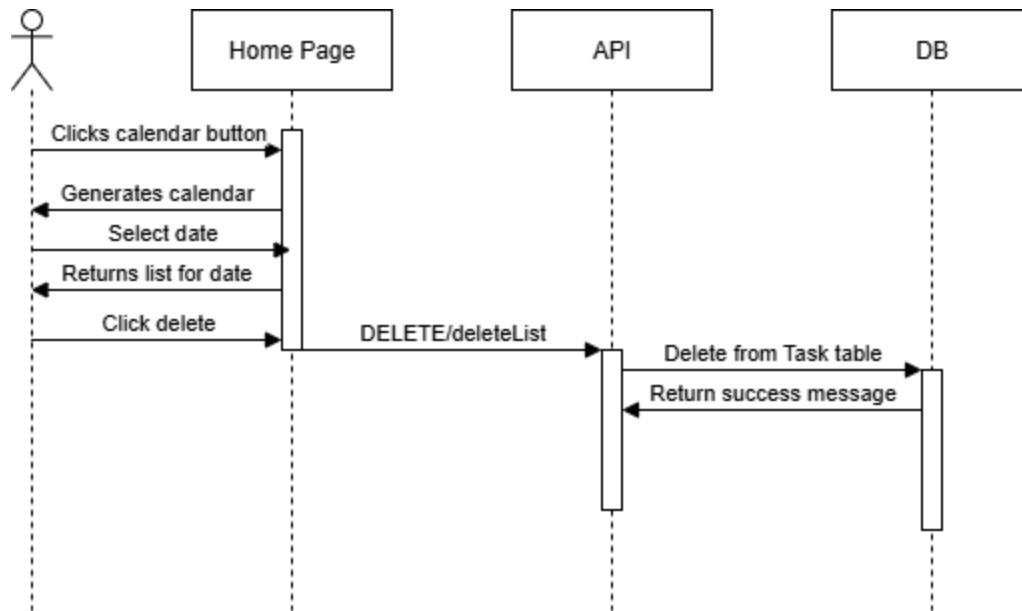 Home Page
API
DB
Clicks calendar button
Generates calendar
Select date
Returns list for date
Click delete
DELETE/deleteList
Delete from Task table
Return success message